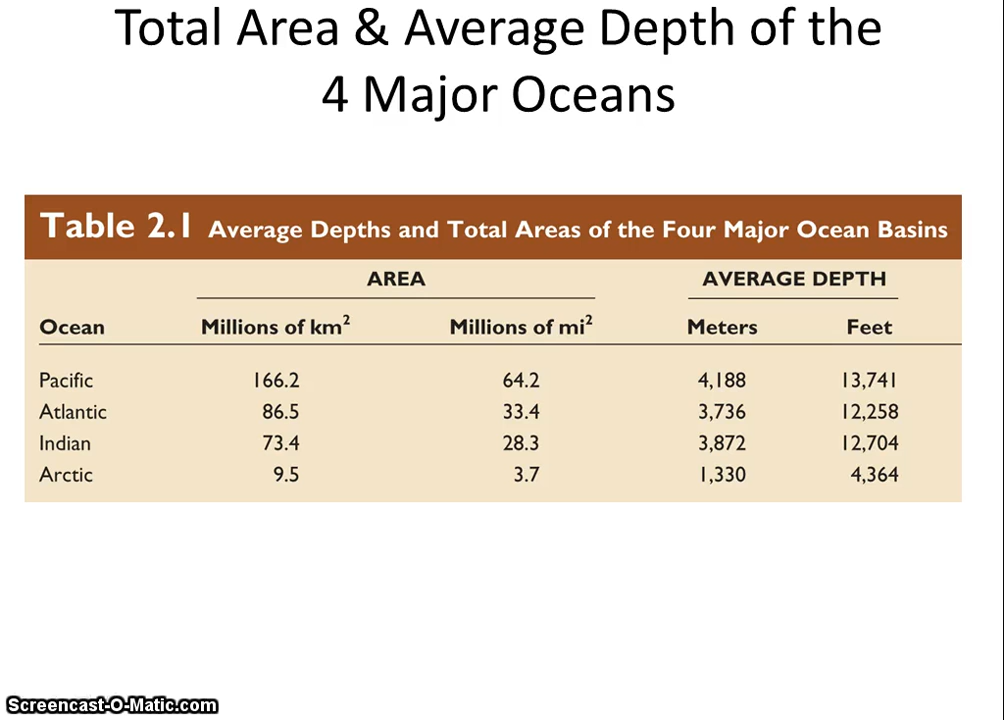 Total Area & Average Depth of the
4 Major Oceans
Table 2.1 Average Depths and Total Areas of the Four Major Ocean Basins
AREA AVERAGE DEPTH
Ocean Millions of km² Millions of mi² Meters Feet
Pacific 166.2 64.2 4,188 13,741
Atlantic 86.5 33.4 3,736 12,258
Indian 73.4 28.3 3,872 12,704
Arctic 9.5 3.7 1,330 4,364
Screencast-O-Matic.com